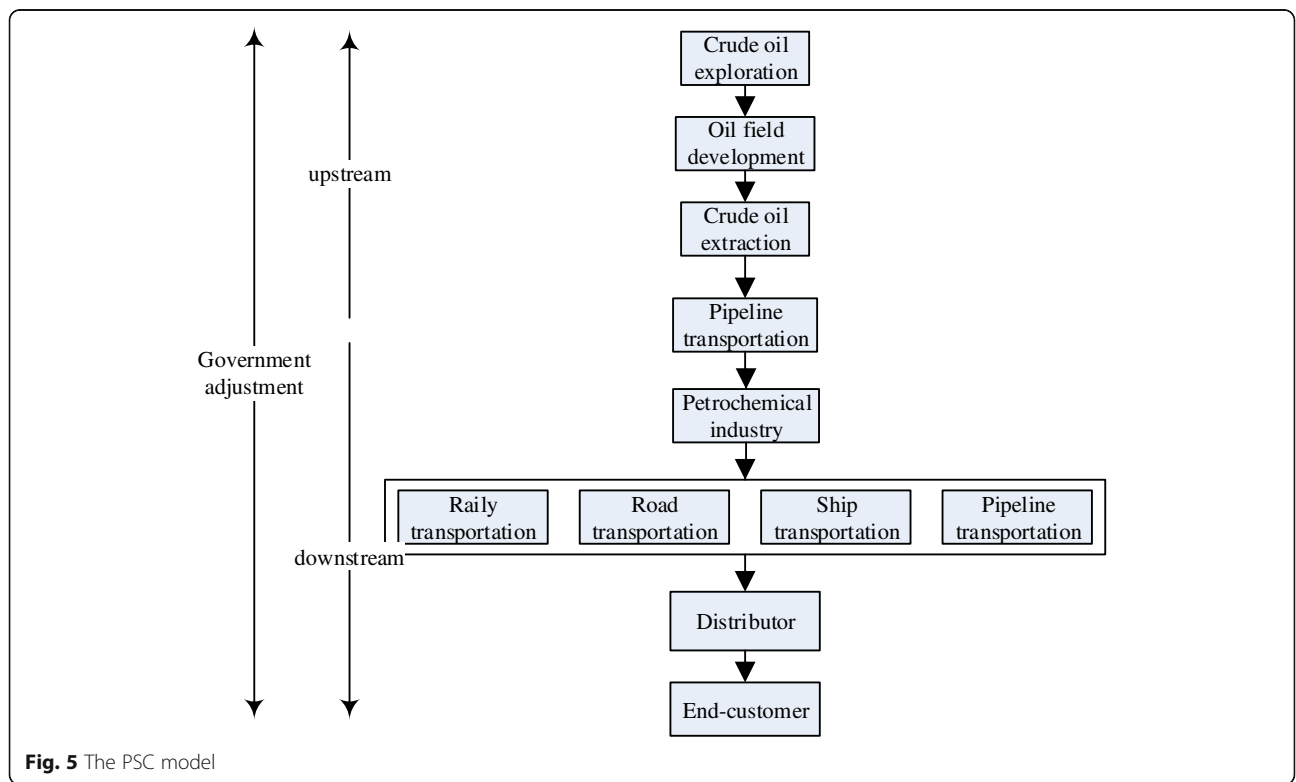 Crude oil
exploration
Oil field
development
upstream
Crude oil
extraction
Pipeline
transportation
Government
adjustment
Petrochemical
industry
Raily
transportation
Road
transportation
Ship
transportation
Pipeline
transportation
downstream
Distributor
End-customer
Fig. 5 The PSC model